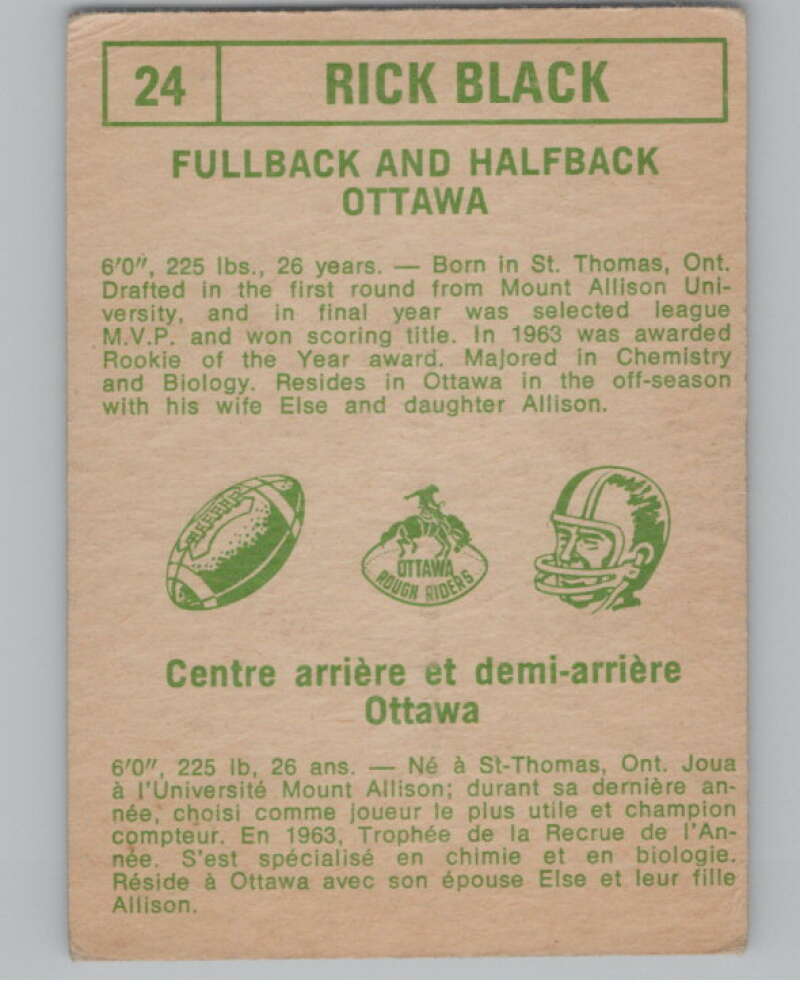 24 RICK BLACK
FULLBACK AND HALFBACK
OTTAWA
6'0", 225 lbs., 26 years. — Born in St. Thomas, Ont.
Drafted in the first round from Mount Allison Uni-
versity, and in final year was selected league
M.V.P. and won scoring title. In 1963 was awarded
Rookie of the Year award. Majored in Chemistry
and Biology. Resides in Ottawa in the off-season
with his wife Else and daughter Allison.
OTTAWA
ROUGH RIDERS
Centre arrière et demi-arrière
Ottawa
6'0", 225 lb, 26 ans. — Né à St-Thomas, Ont. Joua
à l'Université Mount Allison; durant sa dernière an-
née, choisi comme joueur le plus utile et champion
compteur. En 1963, Trophée de la Recrue de l'An-
née. S'est spécialisé en chimie et en biologie.
Réside à Ottawa avec son épouse Else et leur fille
Allison.